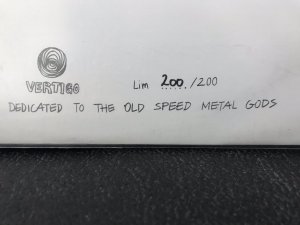 VERTIGO
Lim 200/200
DEDICATED TO THE OLD SPEED METAL GODS